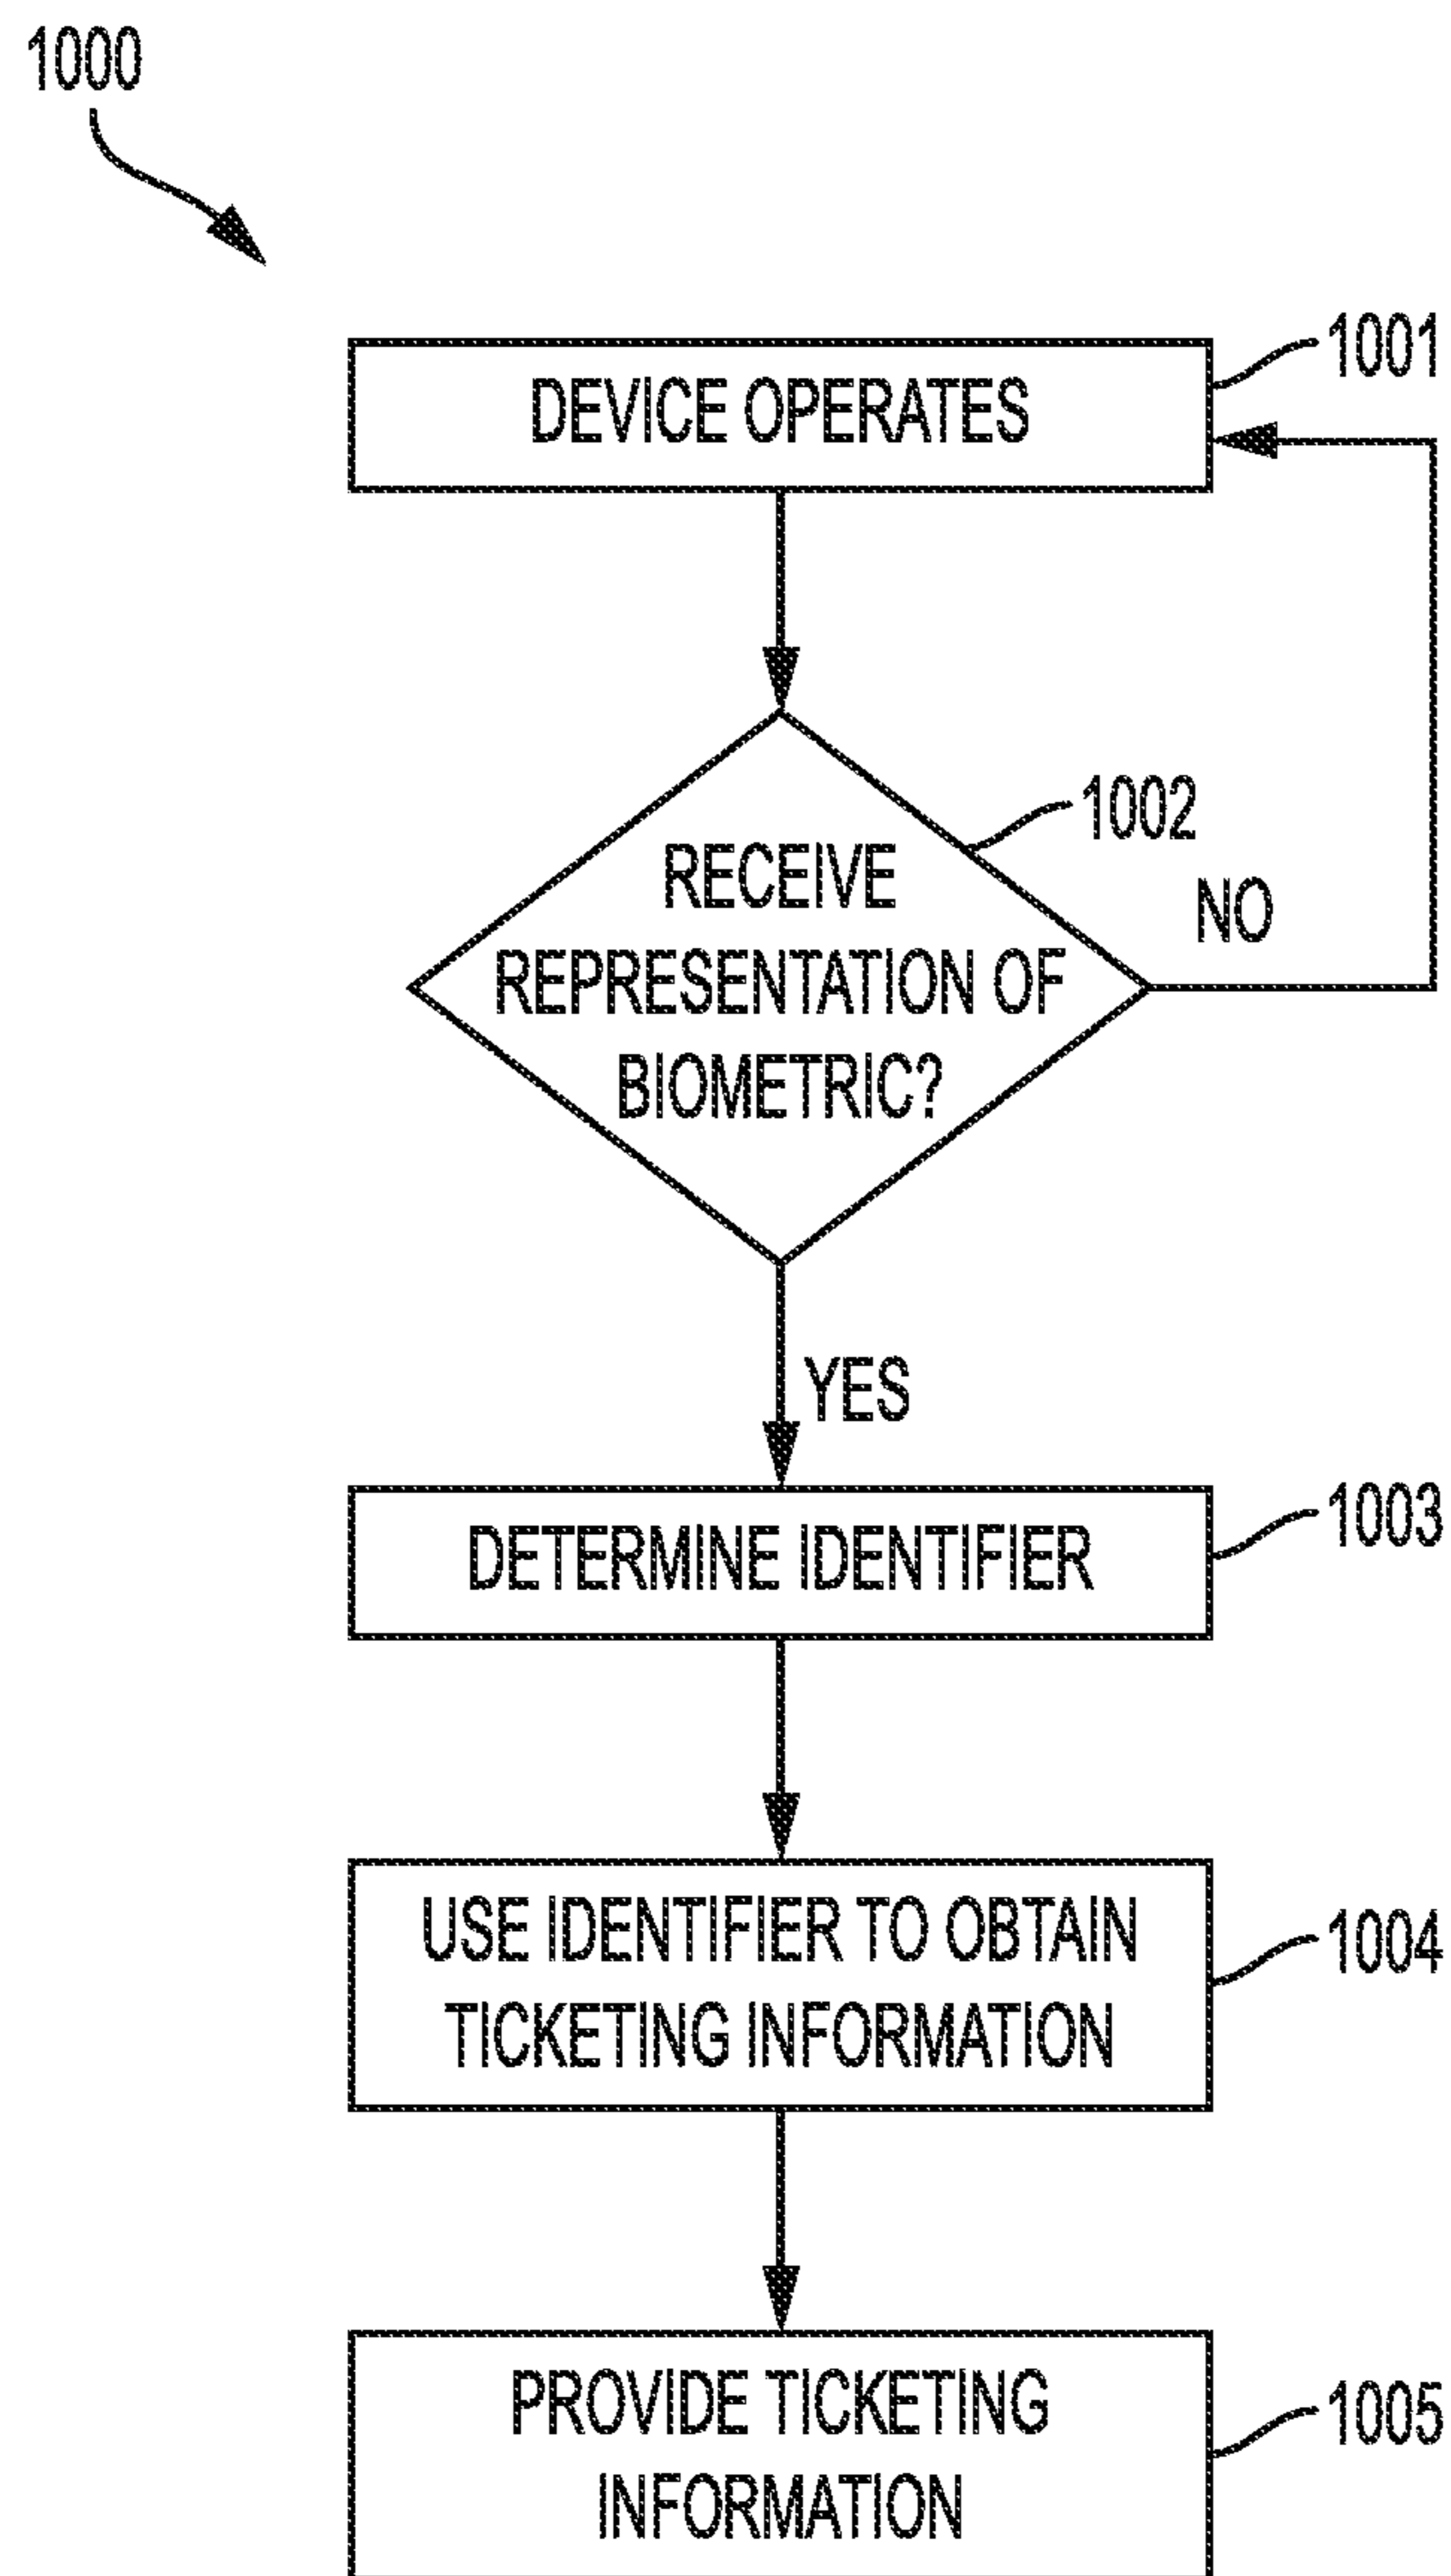 1000
1001
DEVICE OPERATES
1002
RECEIVE
NO
REPRESENTATION OF
BIOMETRIC?
YES
1003
DETERMINE IDENTIFIER
USE IDENTIFIER TO OBTAIN
1004
TICKETING INFORMATION
PROVIDE TICKETING
1005
INFORMATION